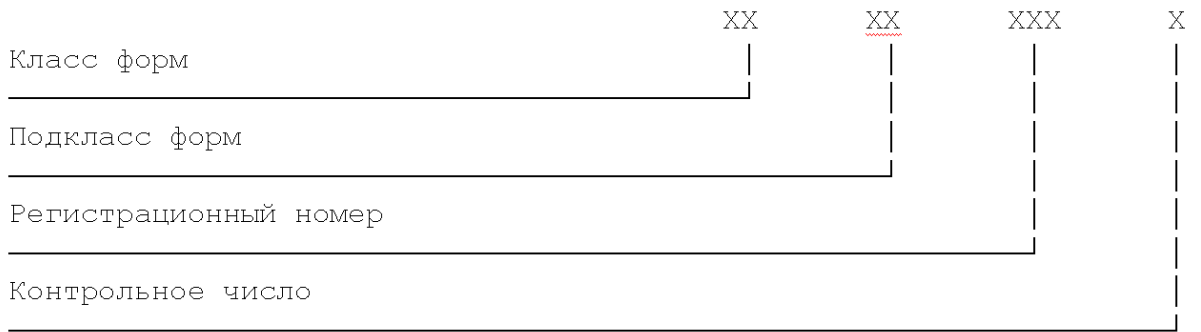 XX XX XXX X
Класс форм
Подкласс форм
Регистрационный номер
Контрольное число